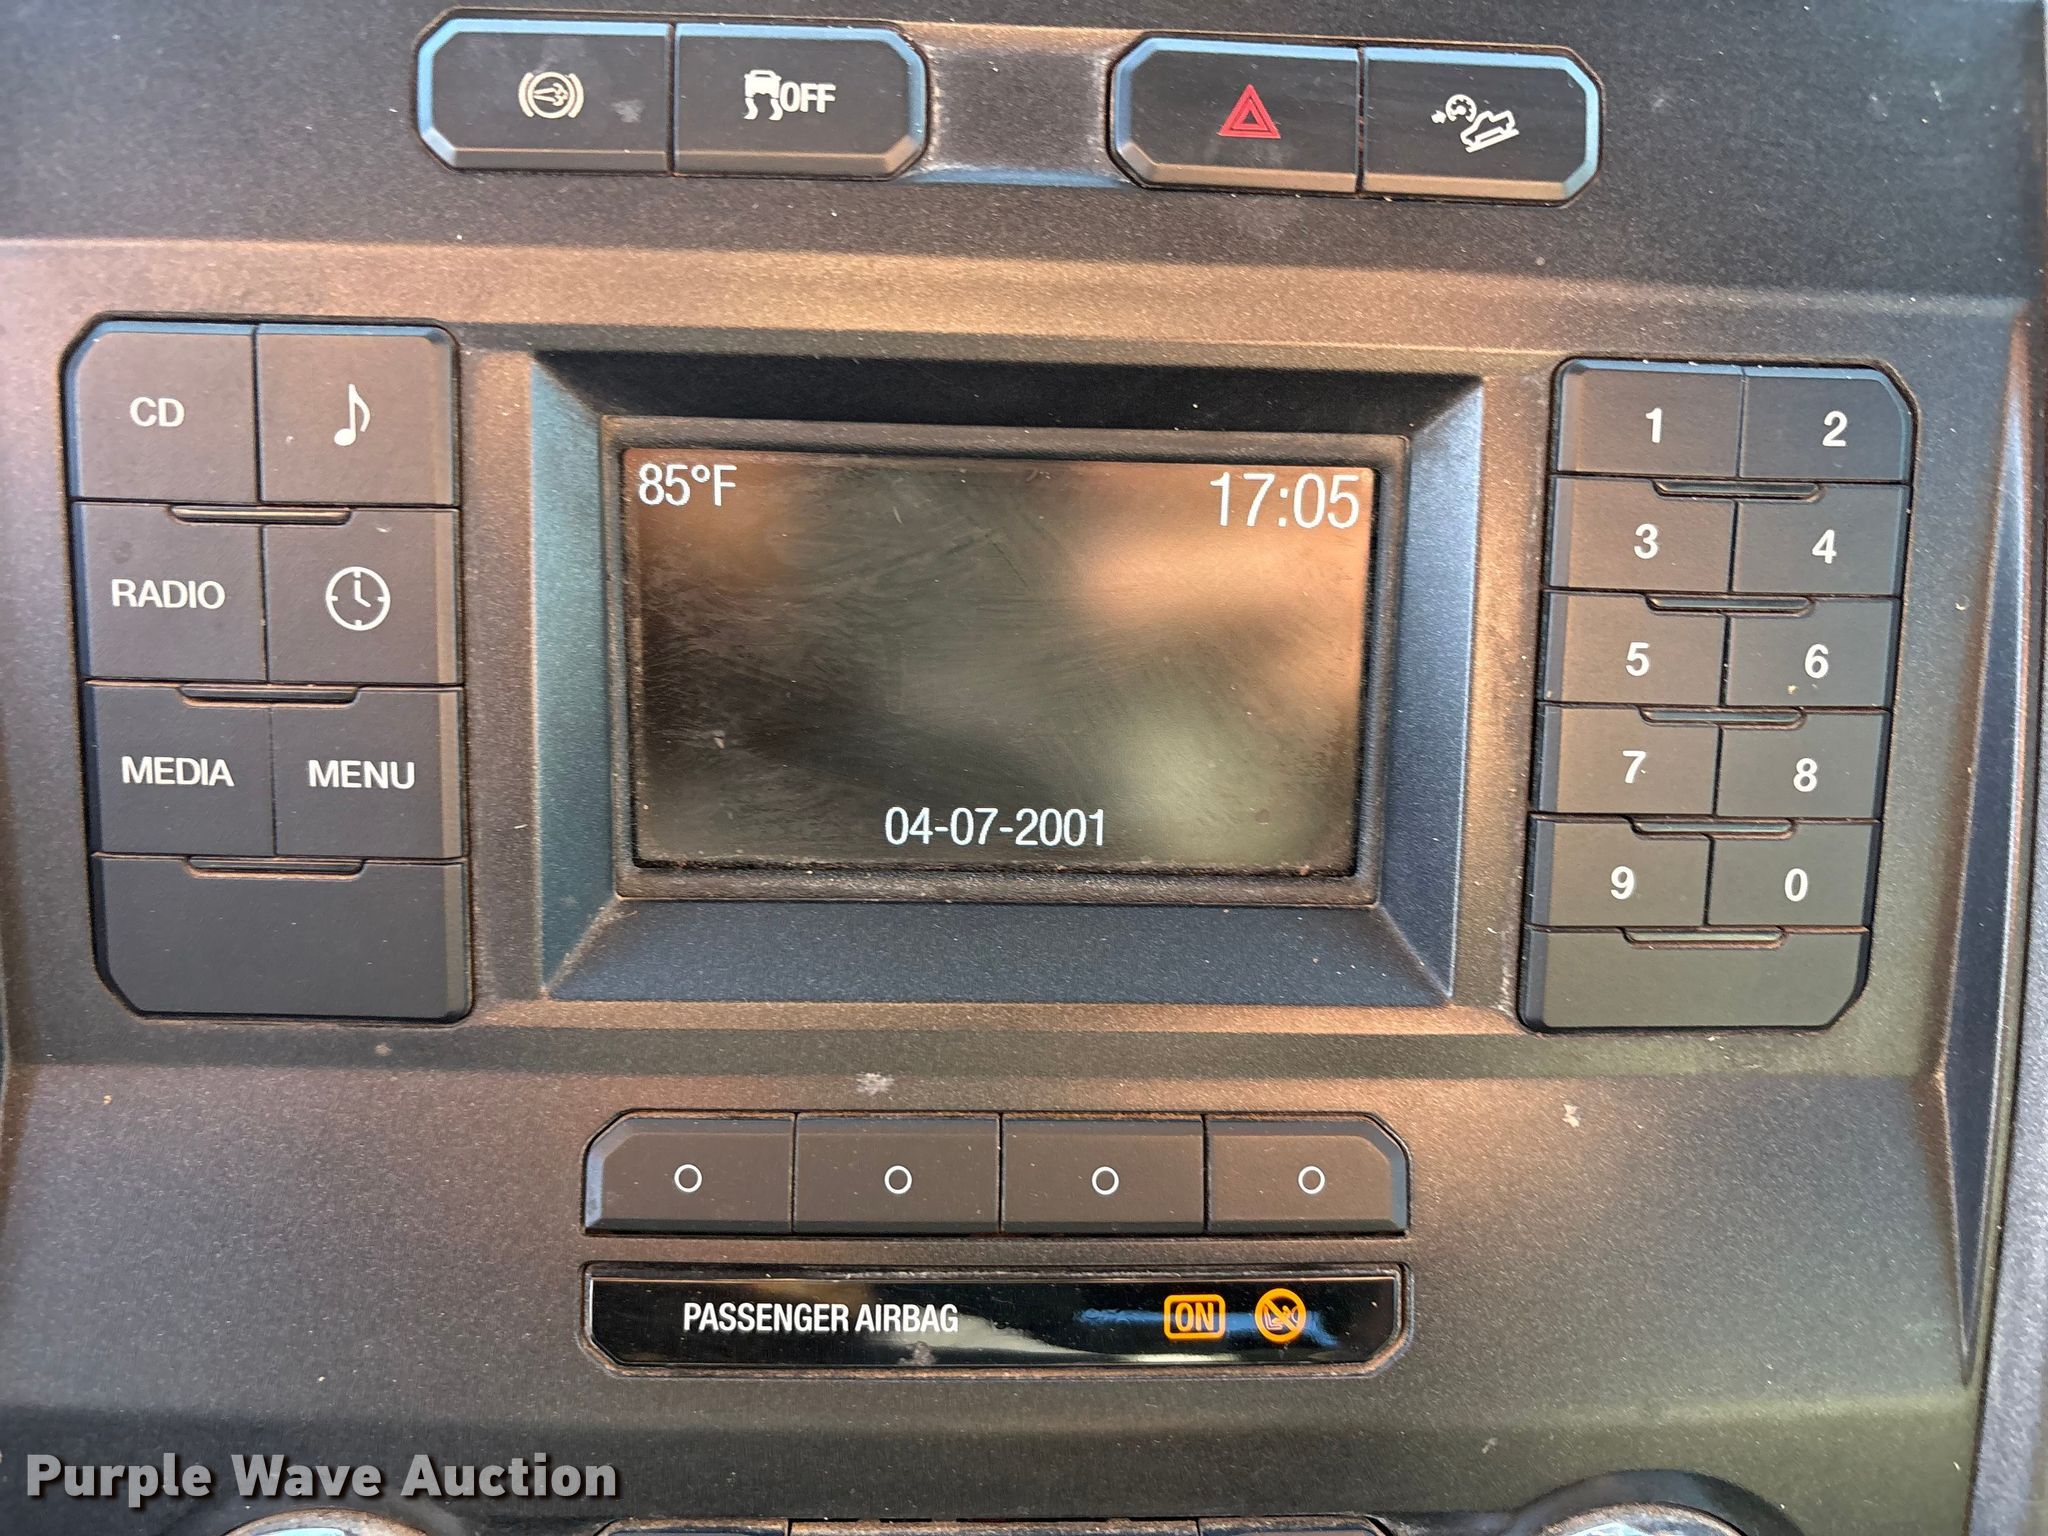 OFF
CD
RADIO
MEDIA MENU
85°F 17:05
04-07-2001
1 2
3 4
5 6
7 8
9 0
PASSENGER AIRBAG ON
Purple Wave Auction